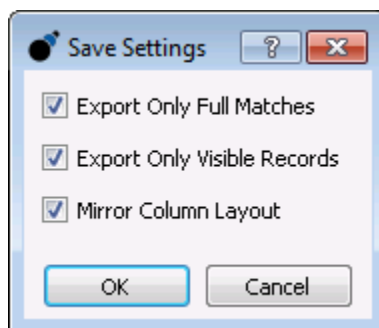 Save Settings
?
Export Only Full Matches
Export Only Visible Records
Mirror Column Layout
OK
Cancel